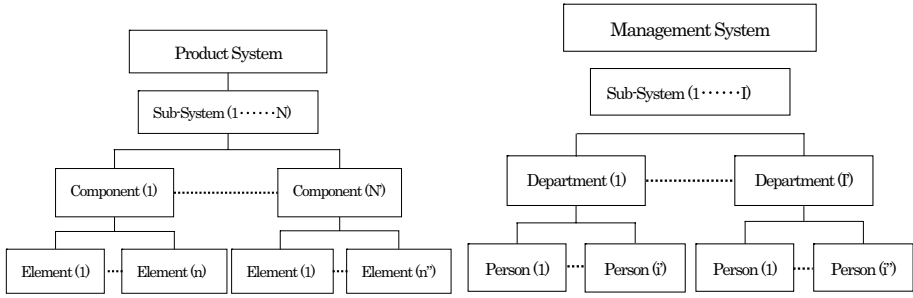 Product System
Sub-System (1‥‥‥N)
Component (1)
Component (N')
Element (1)
Element (n)
Element (1)
Element (n")
Management System
Sub-System (1‥‥‥I)
Department (1)
Department (I')
Person (1)
Person (i')
Person (1)
Person (i")